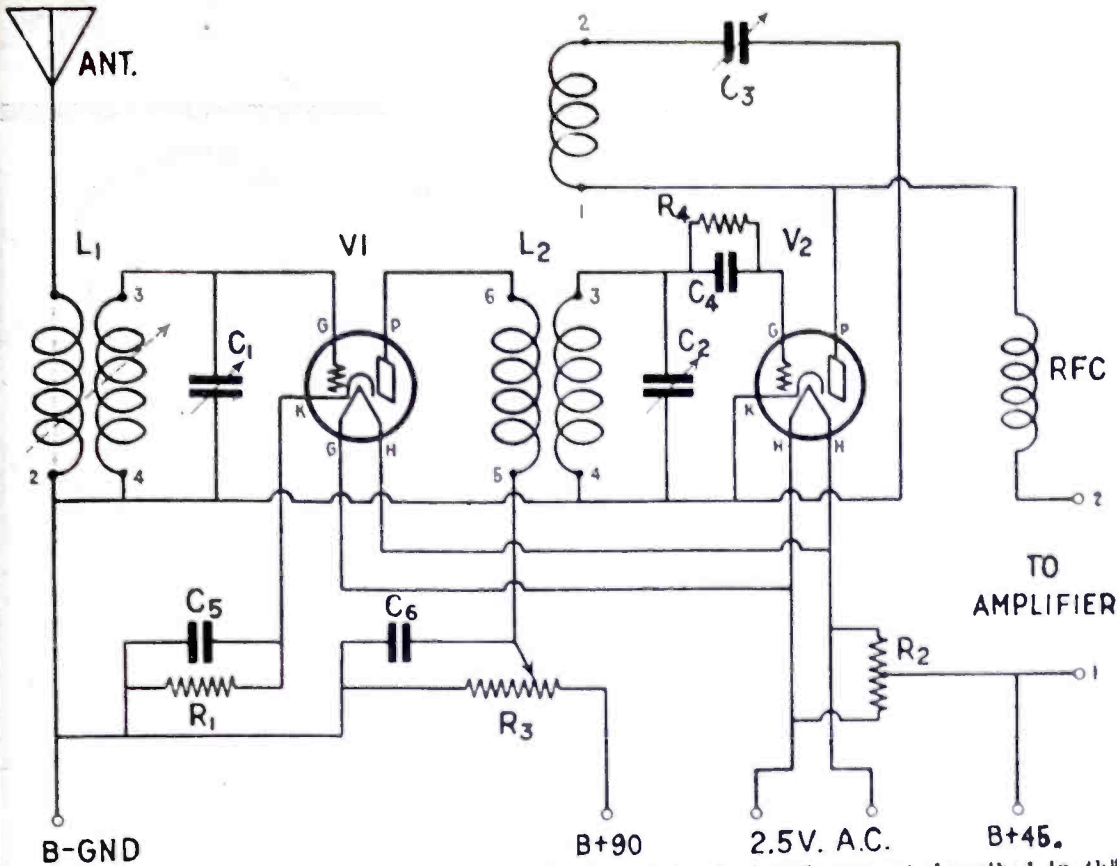 ANT.
2
C3
1
L1
V1
L2
R4
V2
3
6
3
C4
G
P
G
P
C1
C2
RFC
K
K
G
H
H
H
2
4
5
4
2
TO
AMPLIFIER
C5
C6
R2
1
R1
R3
B-GND
B+90
2.5V. A.C.
B+45.